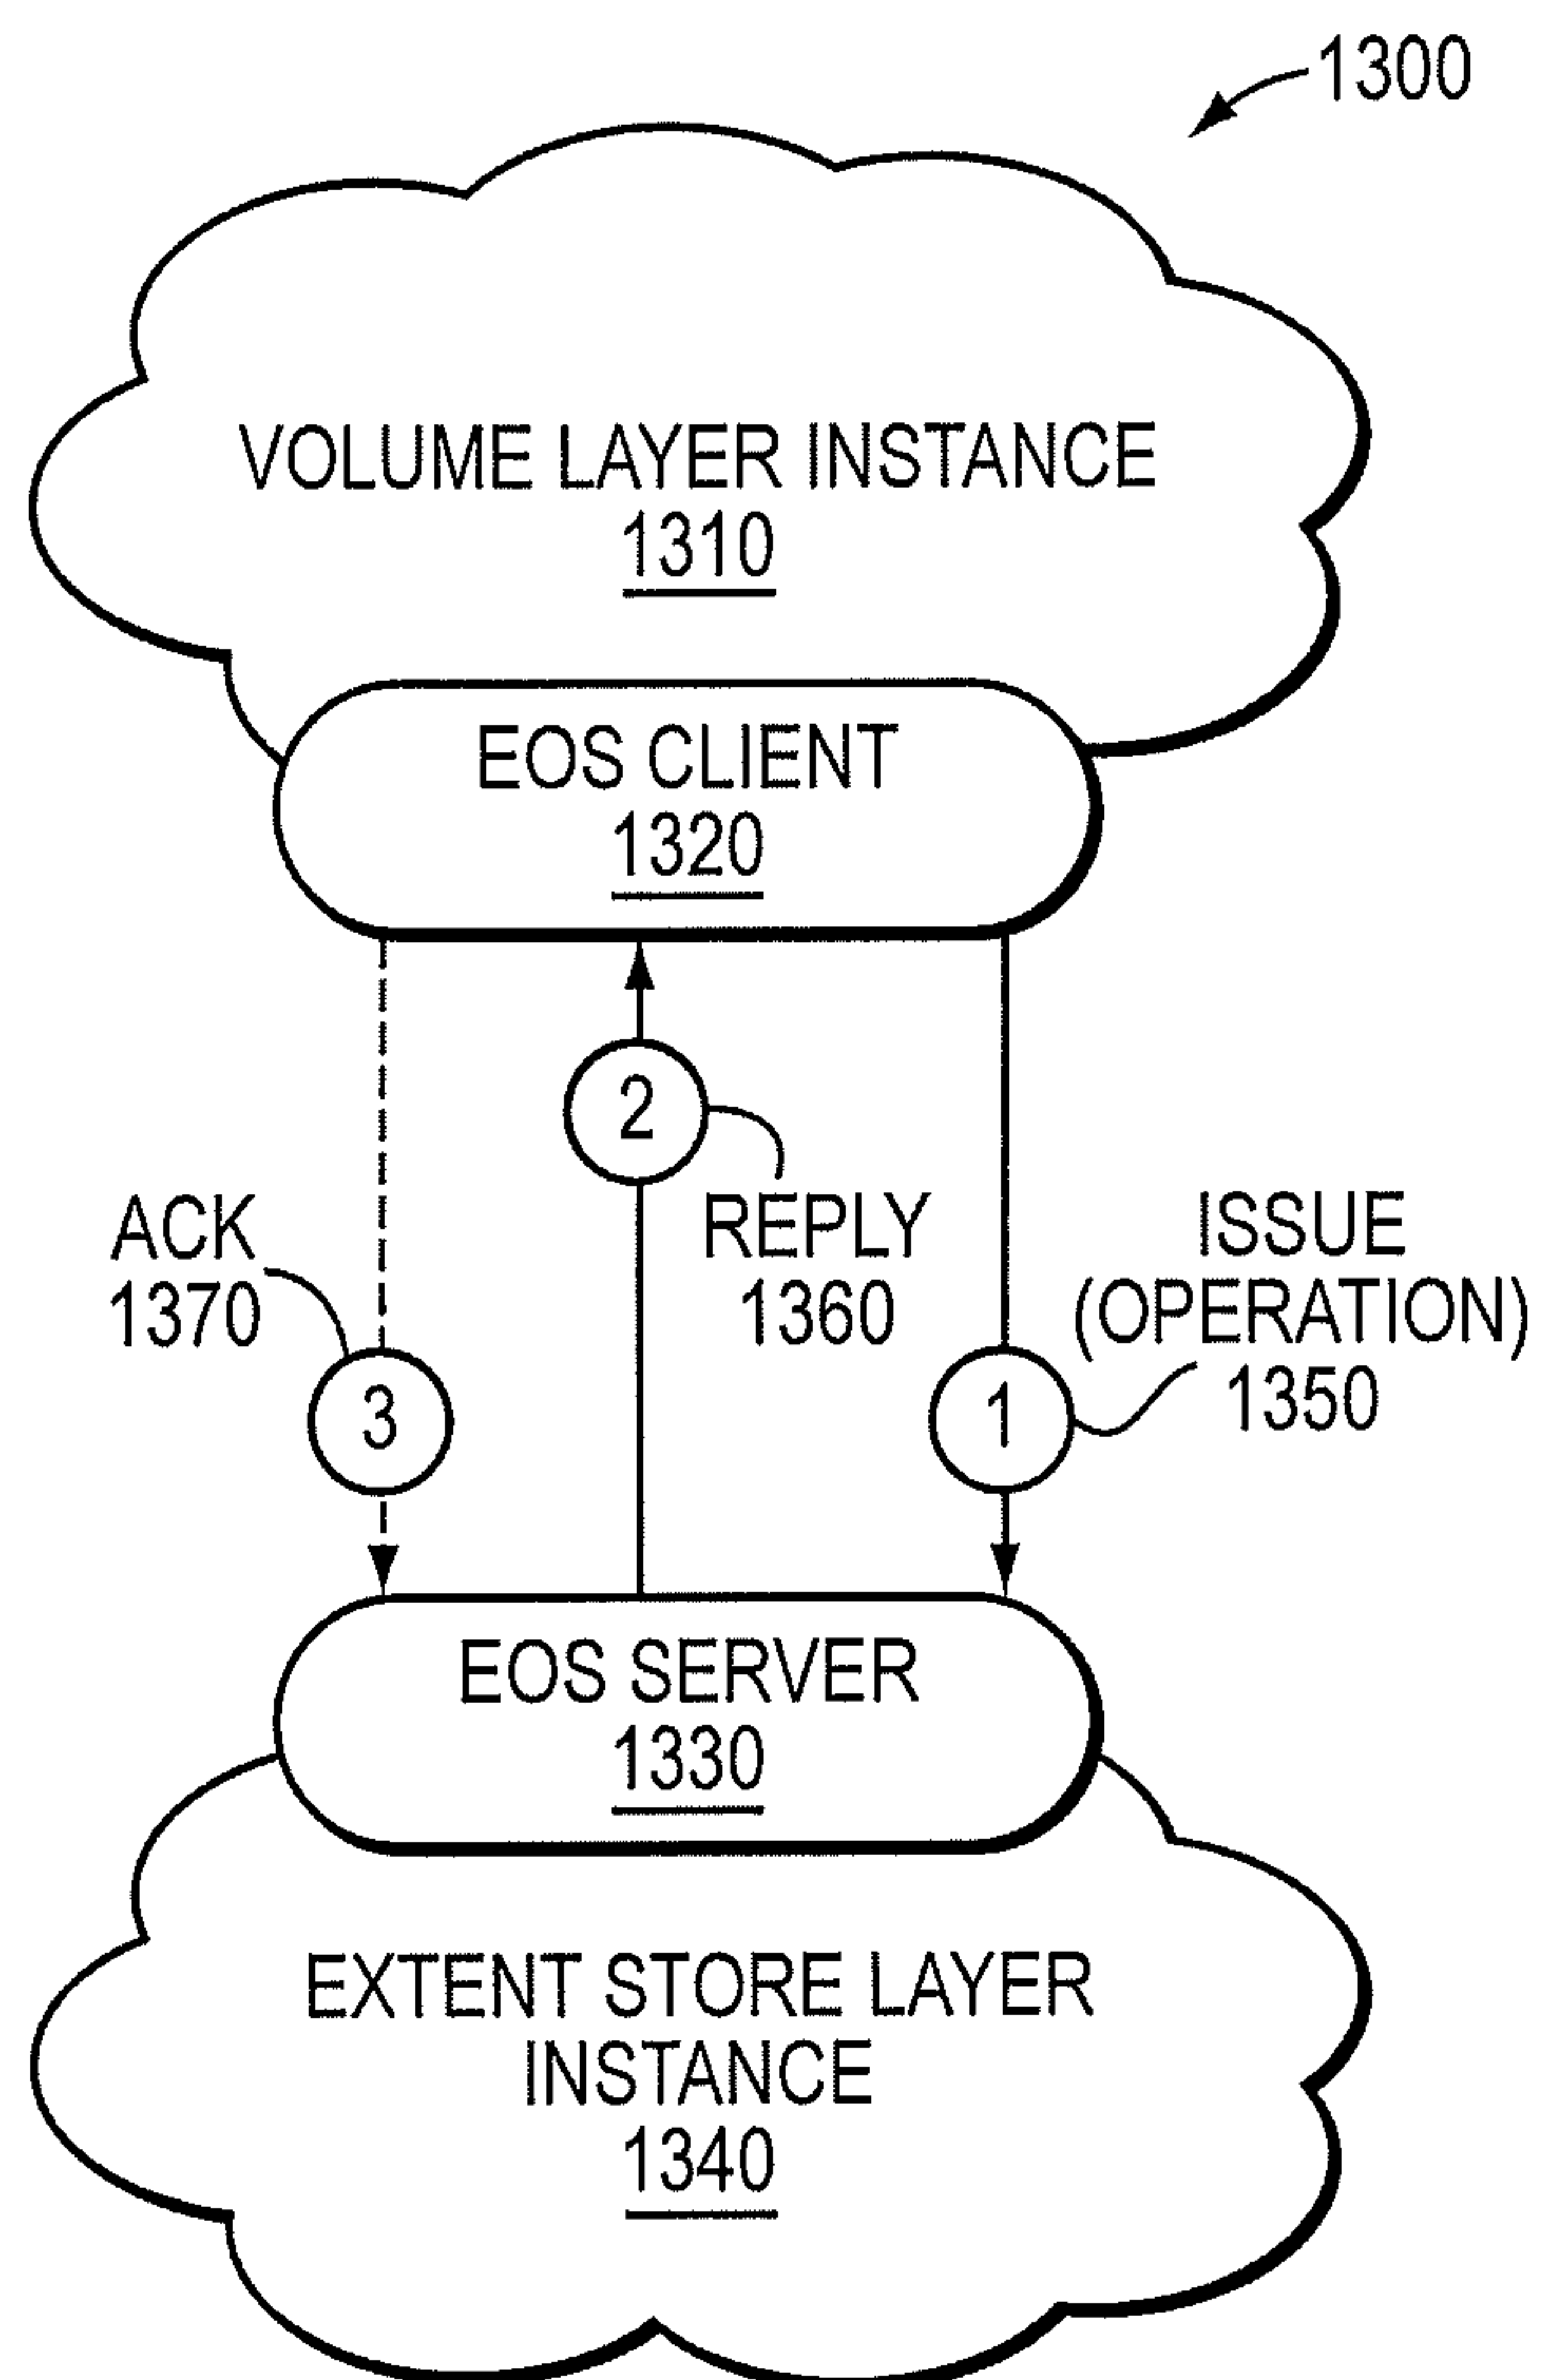 1300
VOLUME LAYER INSTANCE
1310
EOS CLIENT
1320
2
ACK
1370
REPLY
1360
ISSUE
(OPERATION)
1350
3
1
EOS SERVER
1330
EXTENT STORE LAYER
INSTANCE
1340